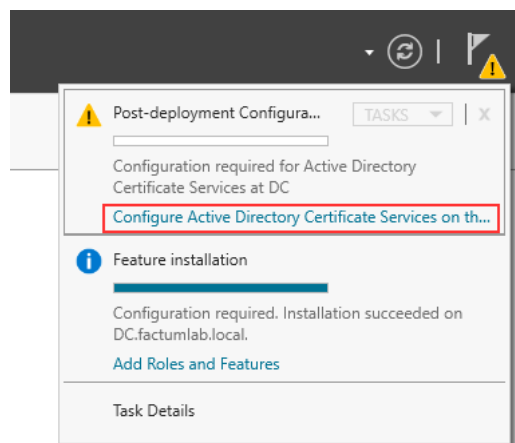 Post-deployment Configura...
TASKS
X
Configuration required for Active Directory
Certificate Services at DC
Configure Active Directory Certificate Services on th...
Feature installation
Configuration required. Installation succeeded on
DC.factumlab.local.
Add Roles and Features
Task Details